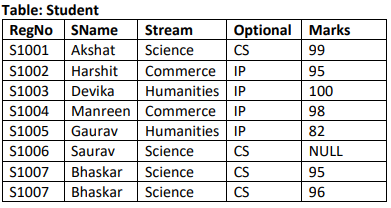 Table: Student
RegNo SName Stream Optional Marks
S1001 Akshat Science CS 99
S1002 Harshit Commerce IP 95
S1003 Devika Humanities IP 100
S1004 Manreen Commerce IP 98
S1005 Gaurav Humanities IP 82
S1006 Saurav Science CS NULL
S1007 Bhaskar Science CS 95
S1007 Bhaskar Science CS 96